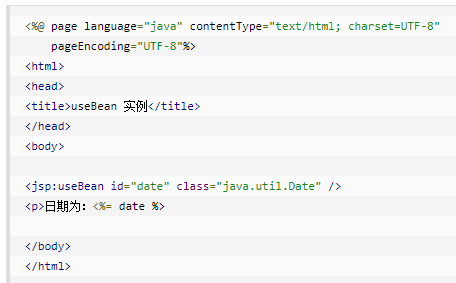 <%@ page language="java" contentType="text/html; charset=UTF-8"
    pageEncoding="UTF-8"%>
<html>
<head>
<title>useBean 实例</title>
</head>
<body>
<jsp:useBean id="date" class="java.util.Date" />
<p>日期为：<%= date %>
</body>
</html>